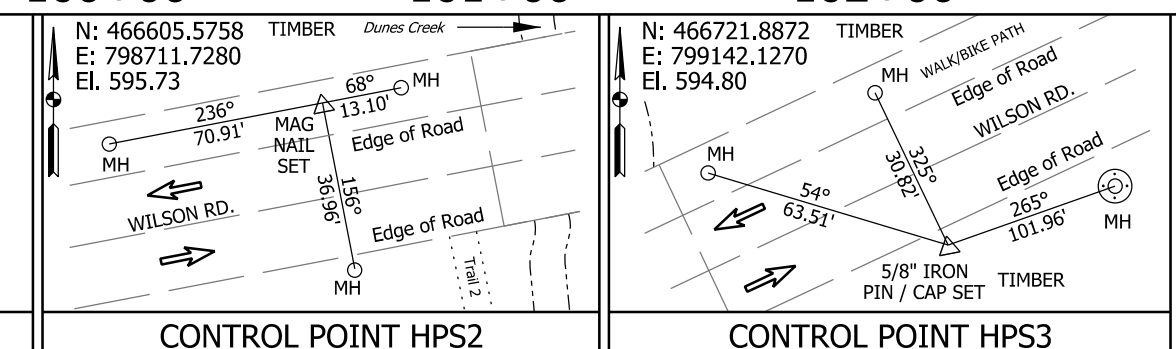 N: 466605.5758
E: 798711.7280
El. 595.73
TIMBER
Dunes Creek
236°
70.91'
68°
13.10'
MH
MH
MAG
NAIL
SET
Edge of Road
156°
36.96'
WILSON RD.
Edge of Road
MH
Trail 2
CONTROL POINT HPS2
N: 466721.8872
E: 799142.1270
El. 594.80
TIMBER
WALK/BIKE PATH
MH
Edge of Road
WILSON RD.
MH
325°
30.82'
Edge of Road
54°
63.51'
265°
101.96'
MH
5/8" IRON
PIN / CAP SET
TIMBER
CONTROL POINT HPS3